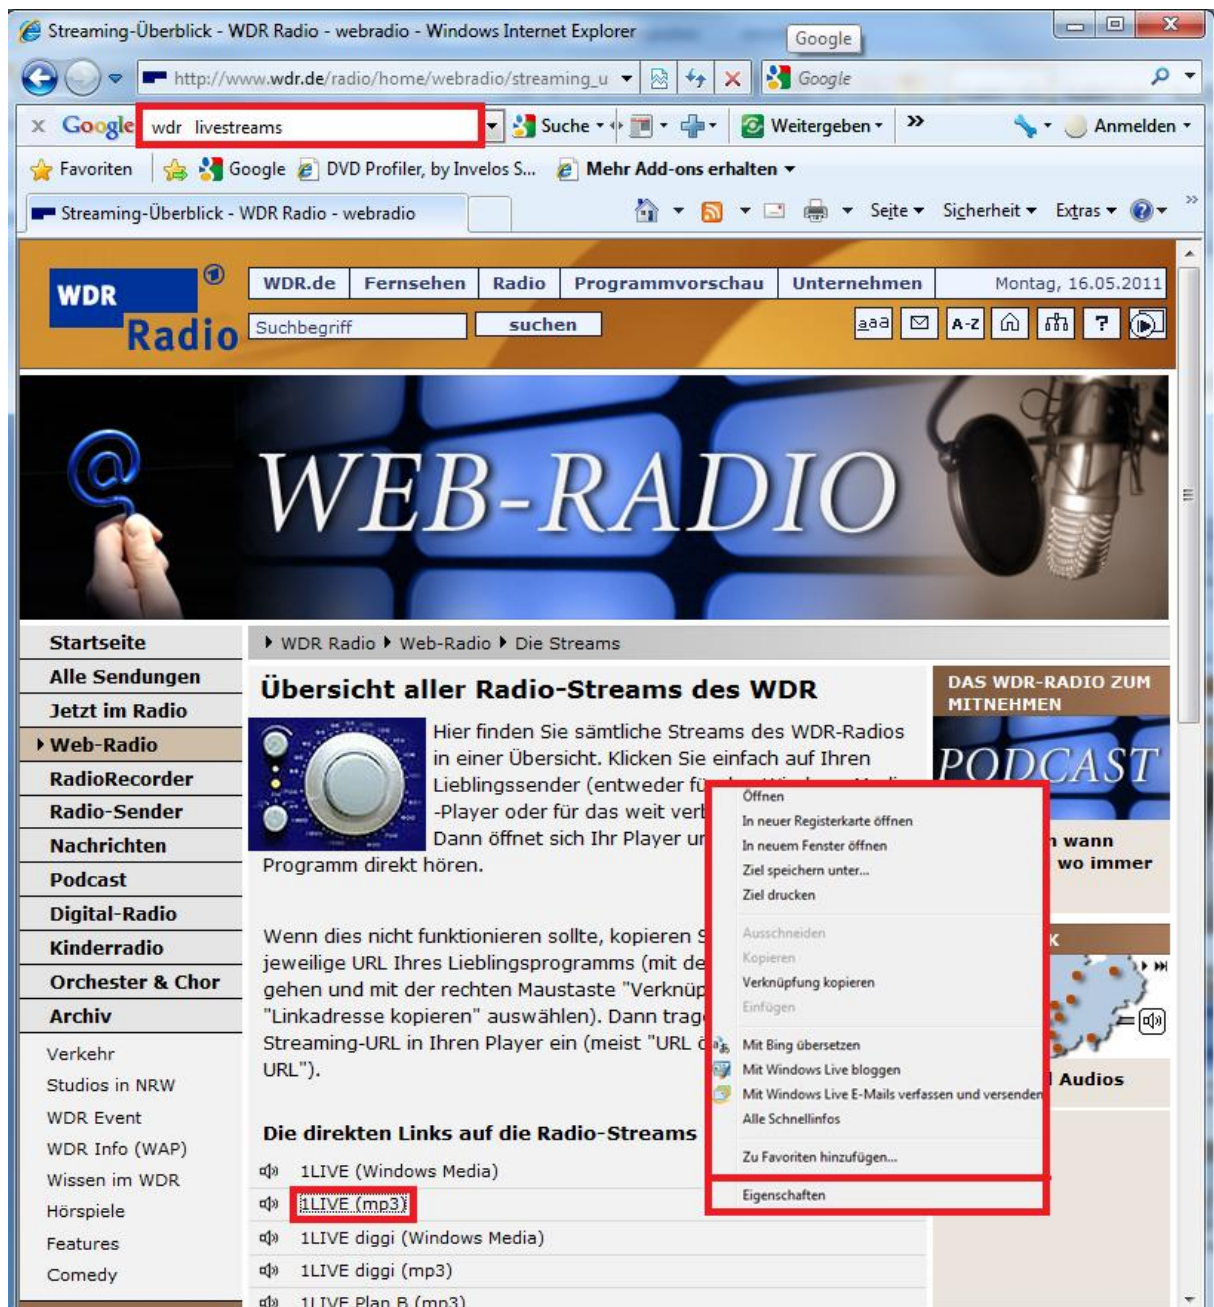 Streaming-Überblick - WDR Radio - webradio - Windows Internet Explorer
Google
http://www.wdr.de/radio/home/webradio/streaming_u
Google
x Google wdr livestreams Suche Weitergeben » Anmelden
Favoriten Google DVD Profiler, by Invelos S... Mehr Add-ons erhalten
Streaming-Überblick - WDR Radio - webradio Seite Sicherheit Extras »
WDR Radio
WDR.de Fernsehen Radio Programmvorschau Unternehmen Montag, 16.05.2011
Suchbegriff suchen aaa A-Z ?
@ WEB-RADIO
Startseite
Alle Sendungen
Jetzt im Radio
Web-Radio
RadioRecorder
Radio-Sender
Nachrichten
Podcast
Digital-Radio
Kinderradio
Orchester & Chor
Archiv
Verkehr
Studios in NRW
WDR Event
WDR Info (WAP)
Wissen im WDR
Hörspiele
Features
Comedy
WDR Radio Web-Radio Die Streams
Übersicht aller Radio-Streams des WDR
Hier finden Sie sämtliche Streams des WDR-Radios
in einer Übersicht. Klicken Sie einfach auf Ihren
Lieblingssender (entweder
-Player oder für das weit
Dann öffnet sich Ihr Player
Programm direkt hören.
Wenn dies nicht funktionieren sollte, kopieren
jeweilige URL Ihres Lieblingsprogramms (mit
gehen und mit der rechten Maustaste
"Linkadresse kopieren" auswählen). Dann
Streaming-URL in Ihren Player ein (meist "URL
URL").
Die direkten Links auf die Radio-Streams
1LIVE (Windows Media)
1LIVE (mp3)
1LIVE diggi (Windows Media)
1LIVE diggi (mp3)
1LIVE Plan B (mp3)
Öffnen
In neuer Registerkarte öffnen
In neuem Fenster öffnen
Ziel speichern unter...
Ziel drucken
Ausschneiden
Kopieren
Verknüpfung kopieren
Einfügen
Mit Bing übersetzen
Mit Windows Live bloggen
Mit Windows Live E-Mails verfassen und versenden
Alle Schnellinfos
Zu Favoriten hinzufügen...
Eigenschaften
DAS WDR-RADIO ZUM
MITNEHMEN
PODCAST
wann
wo immer
Audios